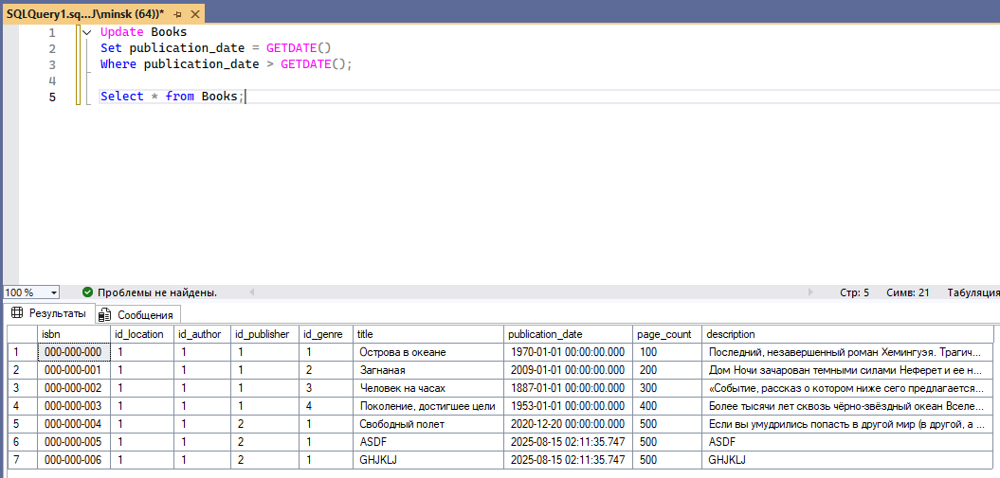 SQLQuery1.sq...J\minsk (64))*
1 Update Books
2 Set publication_date = GETDATE()
3 Where publication_date > GETDATE();
4
5 Select * from Books;
100 % Проблемы не найдены. Стр: 5 Симв: 21 Табуляция
Результаты Сообщения
isbn id_location id_author id_publisher id_genre title publication_date page_count description
1 000-000-000 1 1 1 1 Острова в океане 1970-01-01 00:00:00.000 100 Последний, незавершенный роман Хемингуэя. Трагич...
2 000-000-001 1 1 1 2 Загнаная 2009-01-01 00:00:00.000 200 Дом Ночи зачарован темными силами Неферет и ее н...
3 000-000-002 1 1 1 3 Человек на часах 1887-01-01 00:00:00.000 300 «Событие, рассказ о котором ниже сего предлагается...
4 000-000-003 1 1 1 4 Поколение, достигшее цели 1953-01-01 00:00:00.000 400 Более тысячи лет сквозь чёрно-звёздный океан Вселе...
5 000-000-004 1 1 2 1 Свободный полет 2020-12-20 00:00:00.000 500 Если вы умудрились попасть в другой мир (в другой, а ...
6 000-000-005 1 1 2 1 ASDF 2025-08-15 02:11:35.747 500 ASDF
7 000-000-006 1 1 2 1 GHJKLJ 2025-08-15 02:11:35.747 500 GHJKLJ